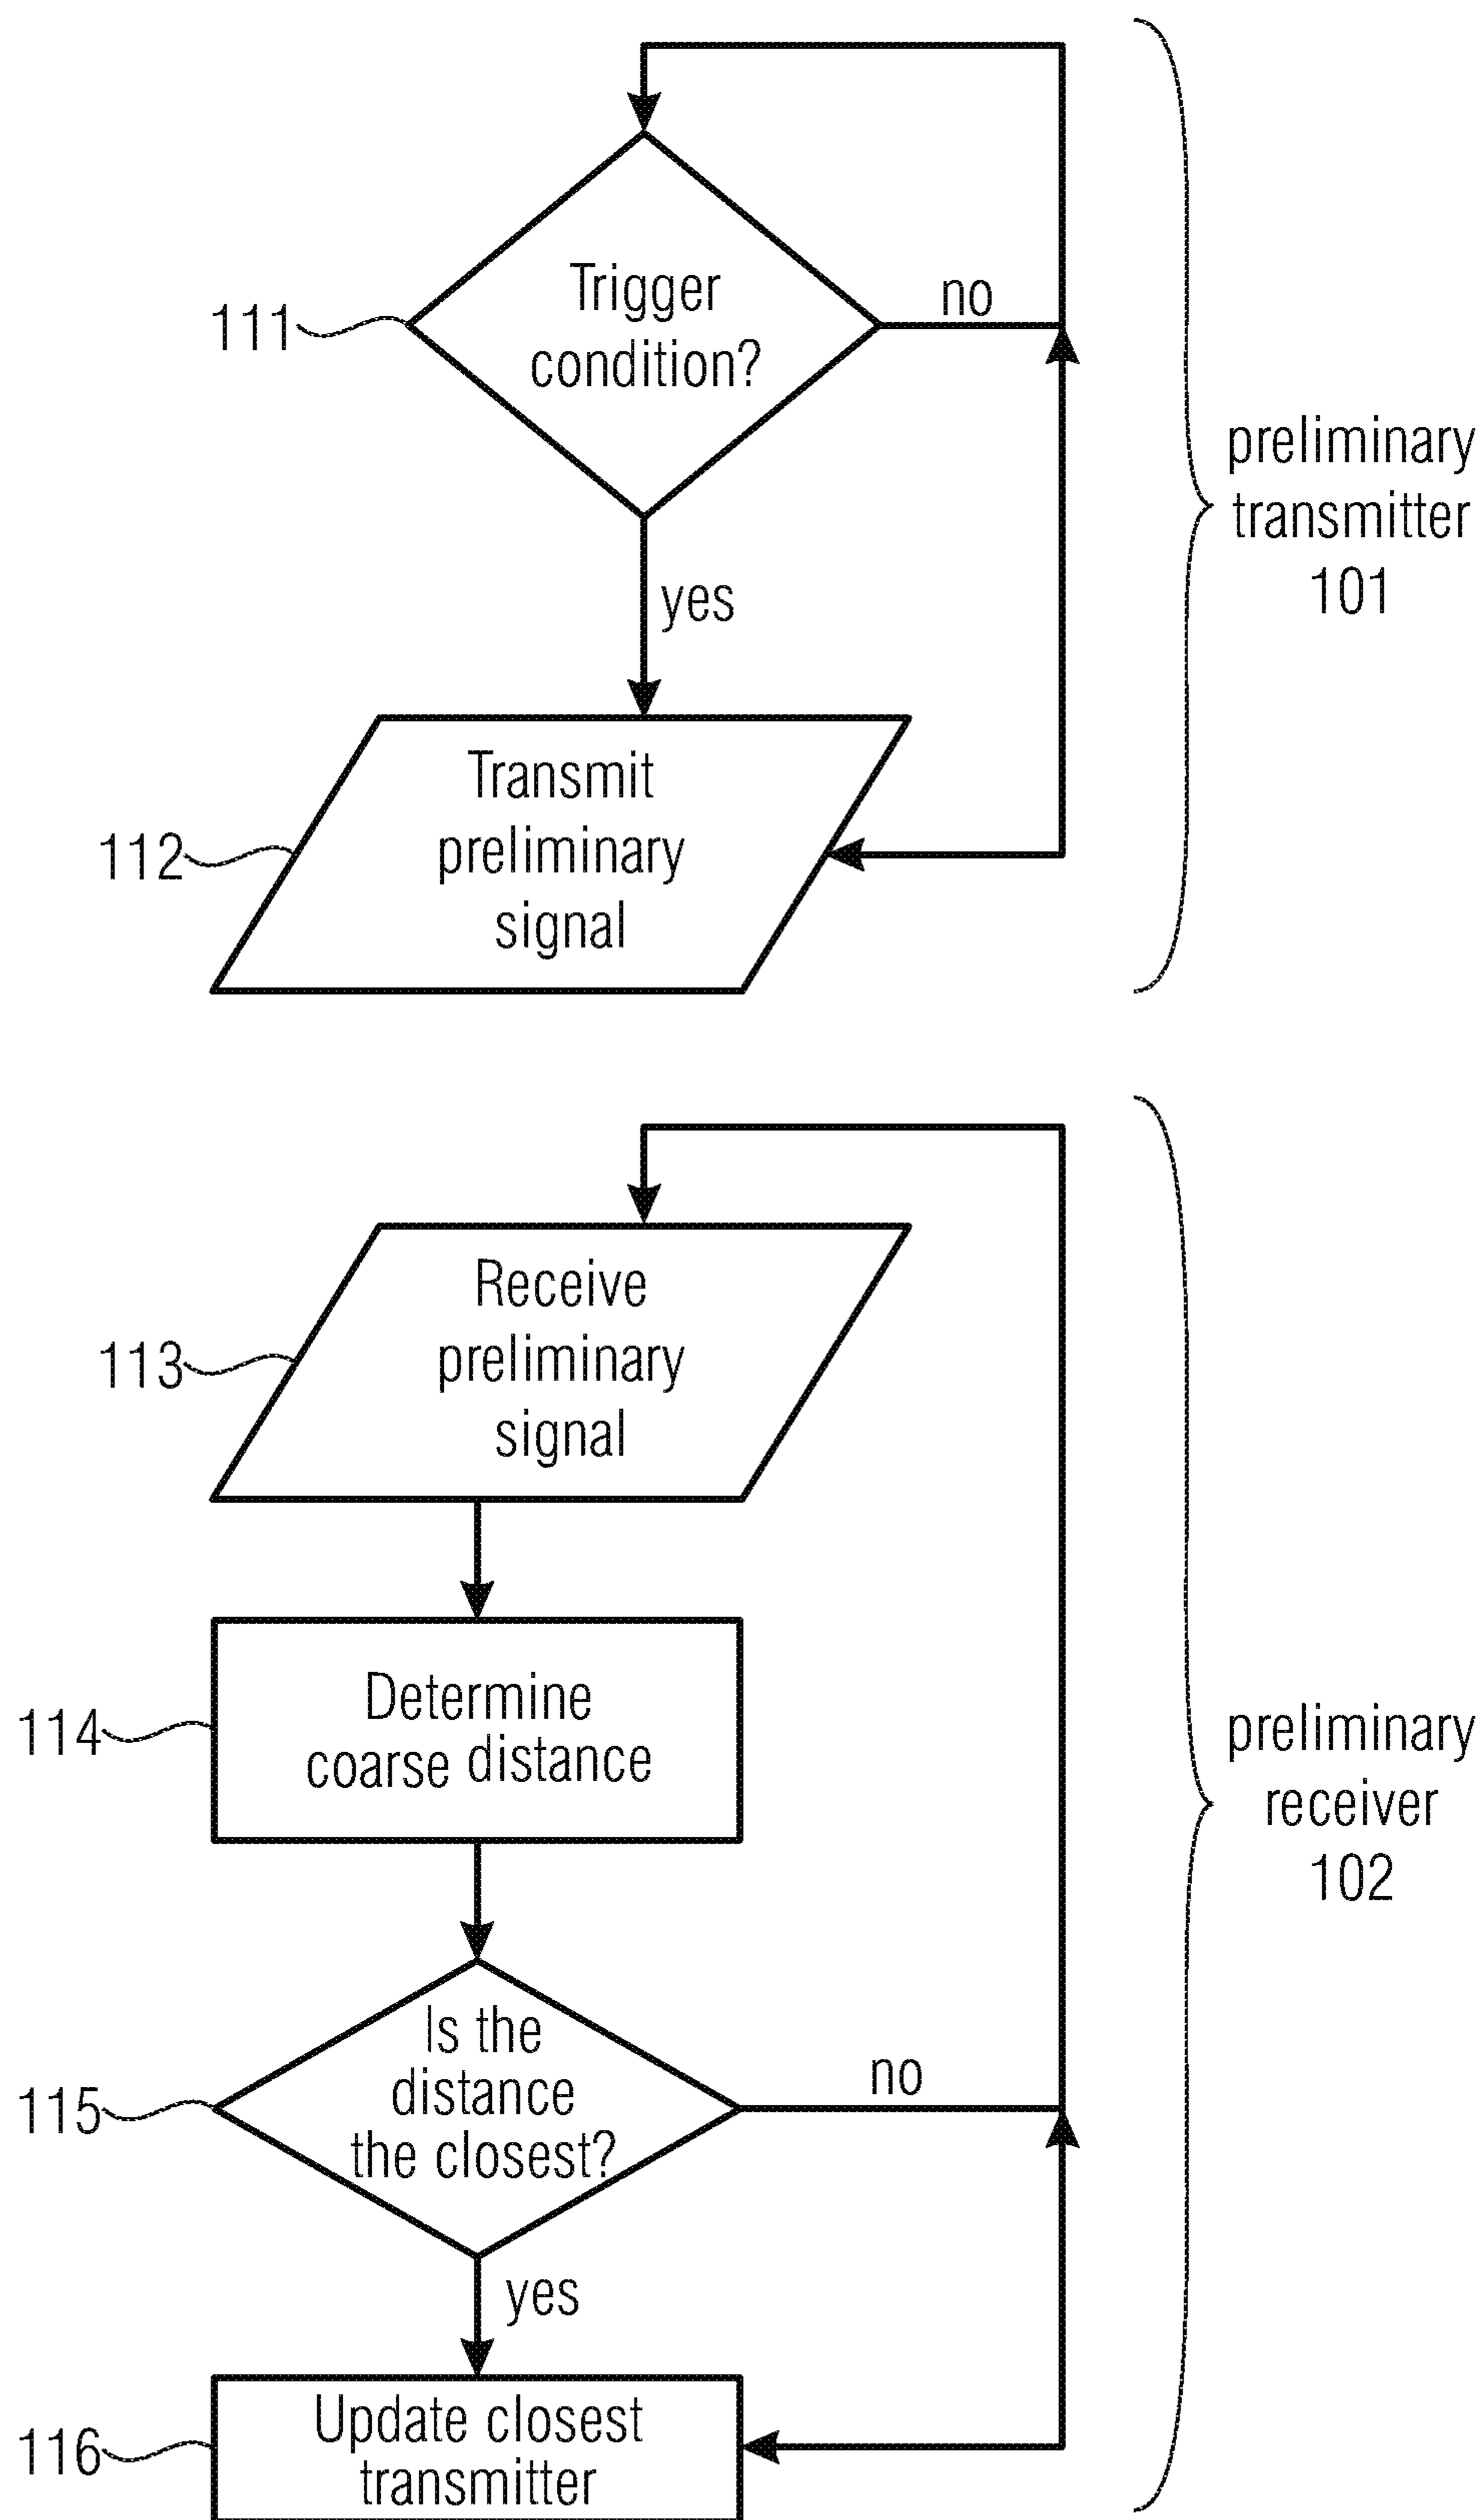 Trigger
condition?
no
111
preliminary
transmitter
101
yes
Transmit
preliminary
signal
112
Receive
preliminary
signal
113
Determine
coarse distance
114
preliminary
receiver
102
Is the
distance
the closest?
no
115
yes
Update closest
transmitter
116